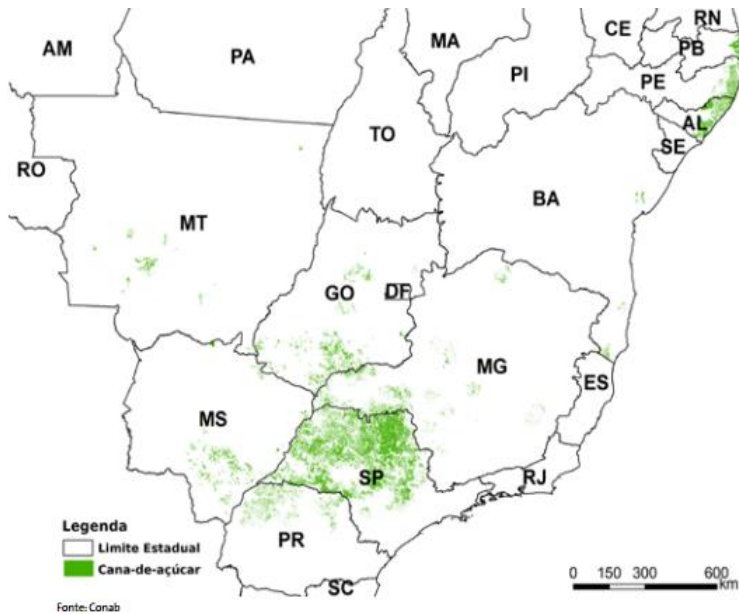 RN
CE
AM
MA
PB
PA
PI
PE
AL
TO
SE
RO
BA
MT
GO
DF
MG
ES
MS
SP
RJ
Legenda
Limite Estadual
PR
Cana-de-açúcar
SC
0 150 300 450 600
km
Fonte: Conab